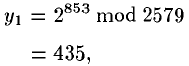 y₁ = 2⁸⁵³ mod 2579
= 435,